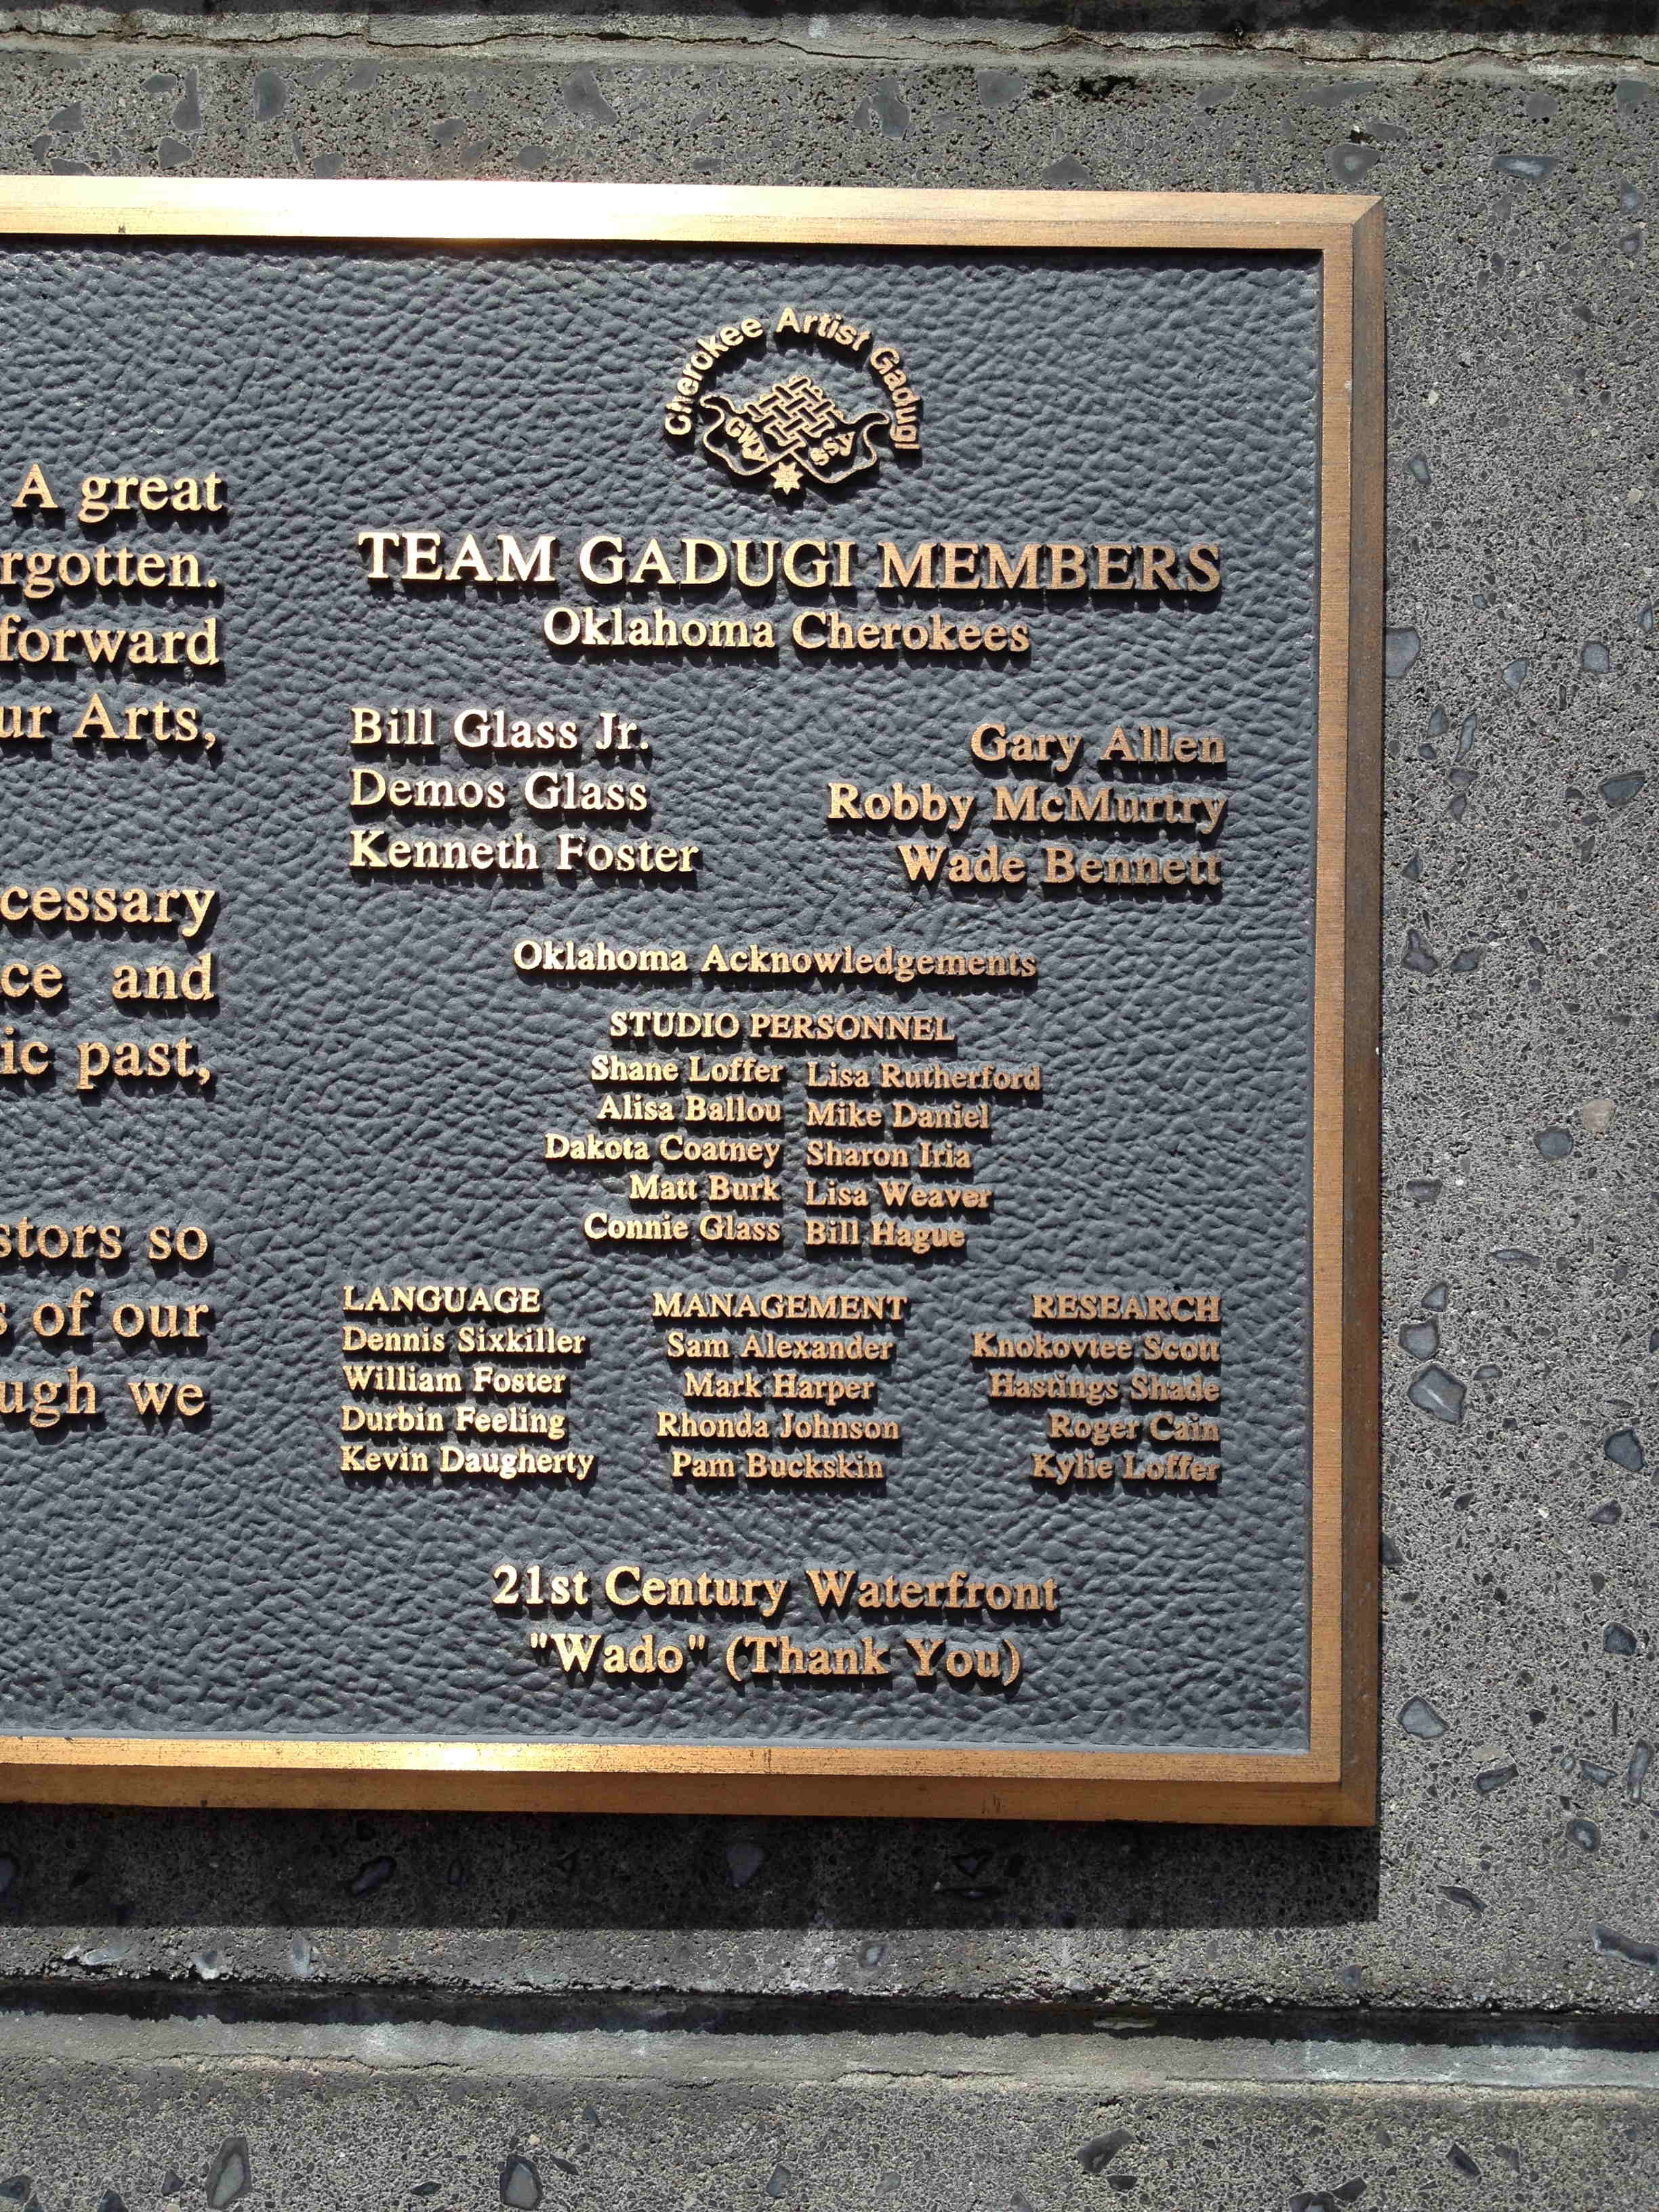 A great
rgotten.
forward
ur Arts,
cessary
ce and
ic past,
stors so
s of our
ugh we
Cherokee Artist Gadugi
ᏣᎳᎩ ᎦᏚᎩ
TEAM GADUGI MEMBERS
Oklahoma Cherokees
Bill Glass Jr. Gary Allen
Demos Glass Robby McMurtry
Kenneth Foster Wade Bennett
Oklahoma Acknowledgements
STUDIO PERSONNEL
Shane Loffer Lisa Rutherford
Alisa Ballou Mike Daniel
Dakota Coatney Sharon Iria
Matt Burk Lisa Weaver
Connie Glass Bill Hague
LANGUAGE
Dennis Sixkiller
William Foster
Durbin Feeling
Kevin Daugherty
MANAGEMENT
Sam Alexander
Mark Harper
Rhonda Johnson
Pam Buckskin
RESEARCH
Knokovtee Scott
Hastings Shade
Roger Cain
Kylie Loffer
21st Century Waterfront
"Wado" (Thank You)